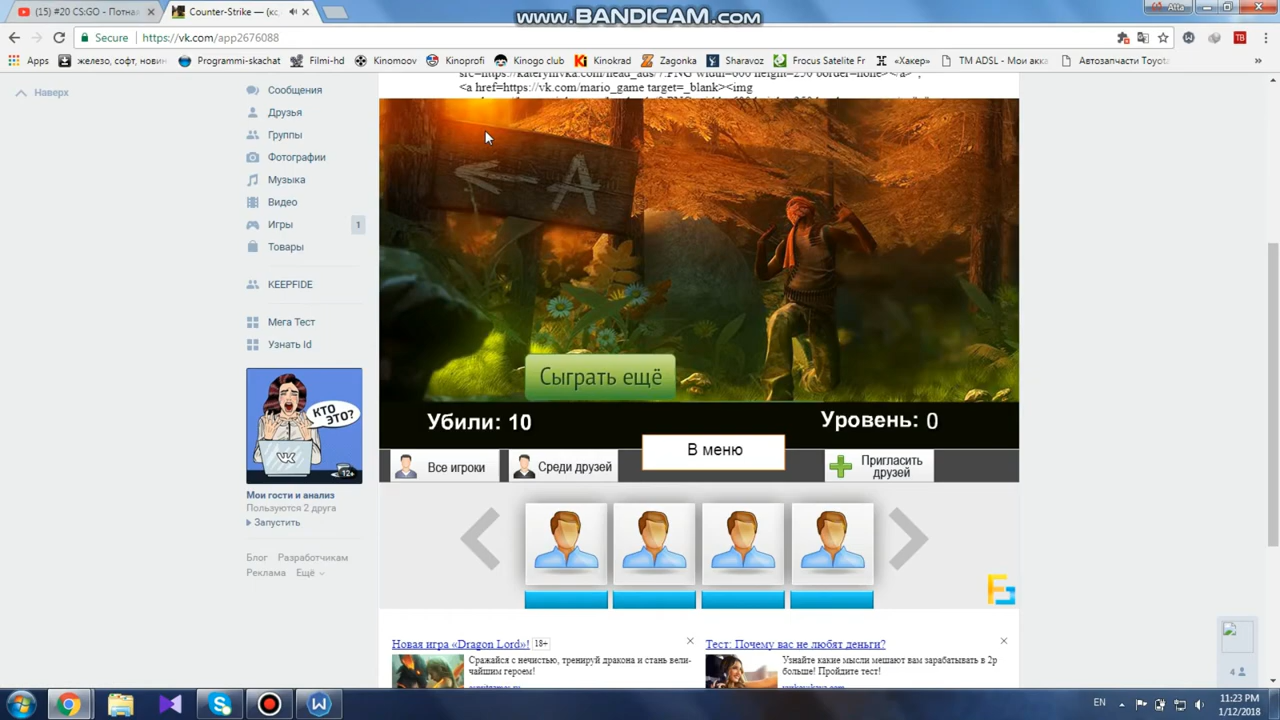 www.BANDICAM.com
Atta
(15) #20 CS:GO - Потна
Counter-Strike — (кс
Secure
https://vk.com/app2676088
Apps
железо, софт, новин
Programmi-skachat
Filmi-hd
Kinomoov
Kinoprofi
Kinogo club
Kinokrad
Zagonka
Sharavoz
Frocus Satelite Fr
«Хакер»
TM ADSL - Мои акка
Автозапчасти Toyota
»
Наверх
Сообщения
Друзья
Группы
Фотографии
Музыка
Видео
Игры
1
Товары
KEEPFIDE
Мега Тест
Узнать Id
КТО ЭТО?
12+
Мои гости и анализ
Пользуются 2 друга
Запустить
Блог
Разработчикам
Реклама
Ещё
<a href=https://vk.com/mario_game target=_blank><img
A
Сыграть ещё
Убили: 10
Уровень: 0
В меню
Все игроки
Среди друзей
Пригласить
друзей
Новая игра «Dragon Lord»!
18+
Сражайся с нечистью, тренируй дракона и стань вели-
чайшим героем!
Тест: Почему вас не любят деньги?
Узнайте какие мысли мешают вам зарабатывать в 2р
больше! Пройдите тест!
4
EN
11:23 PM
1/12/2018